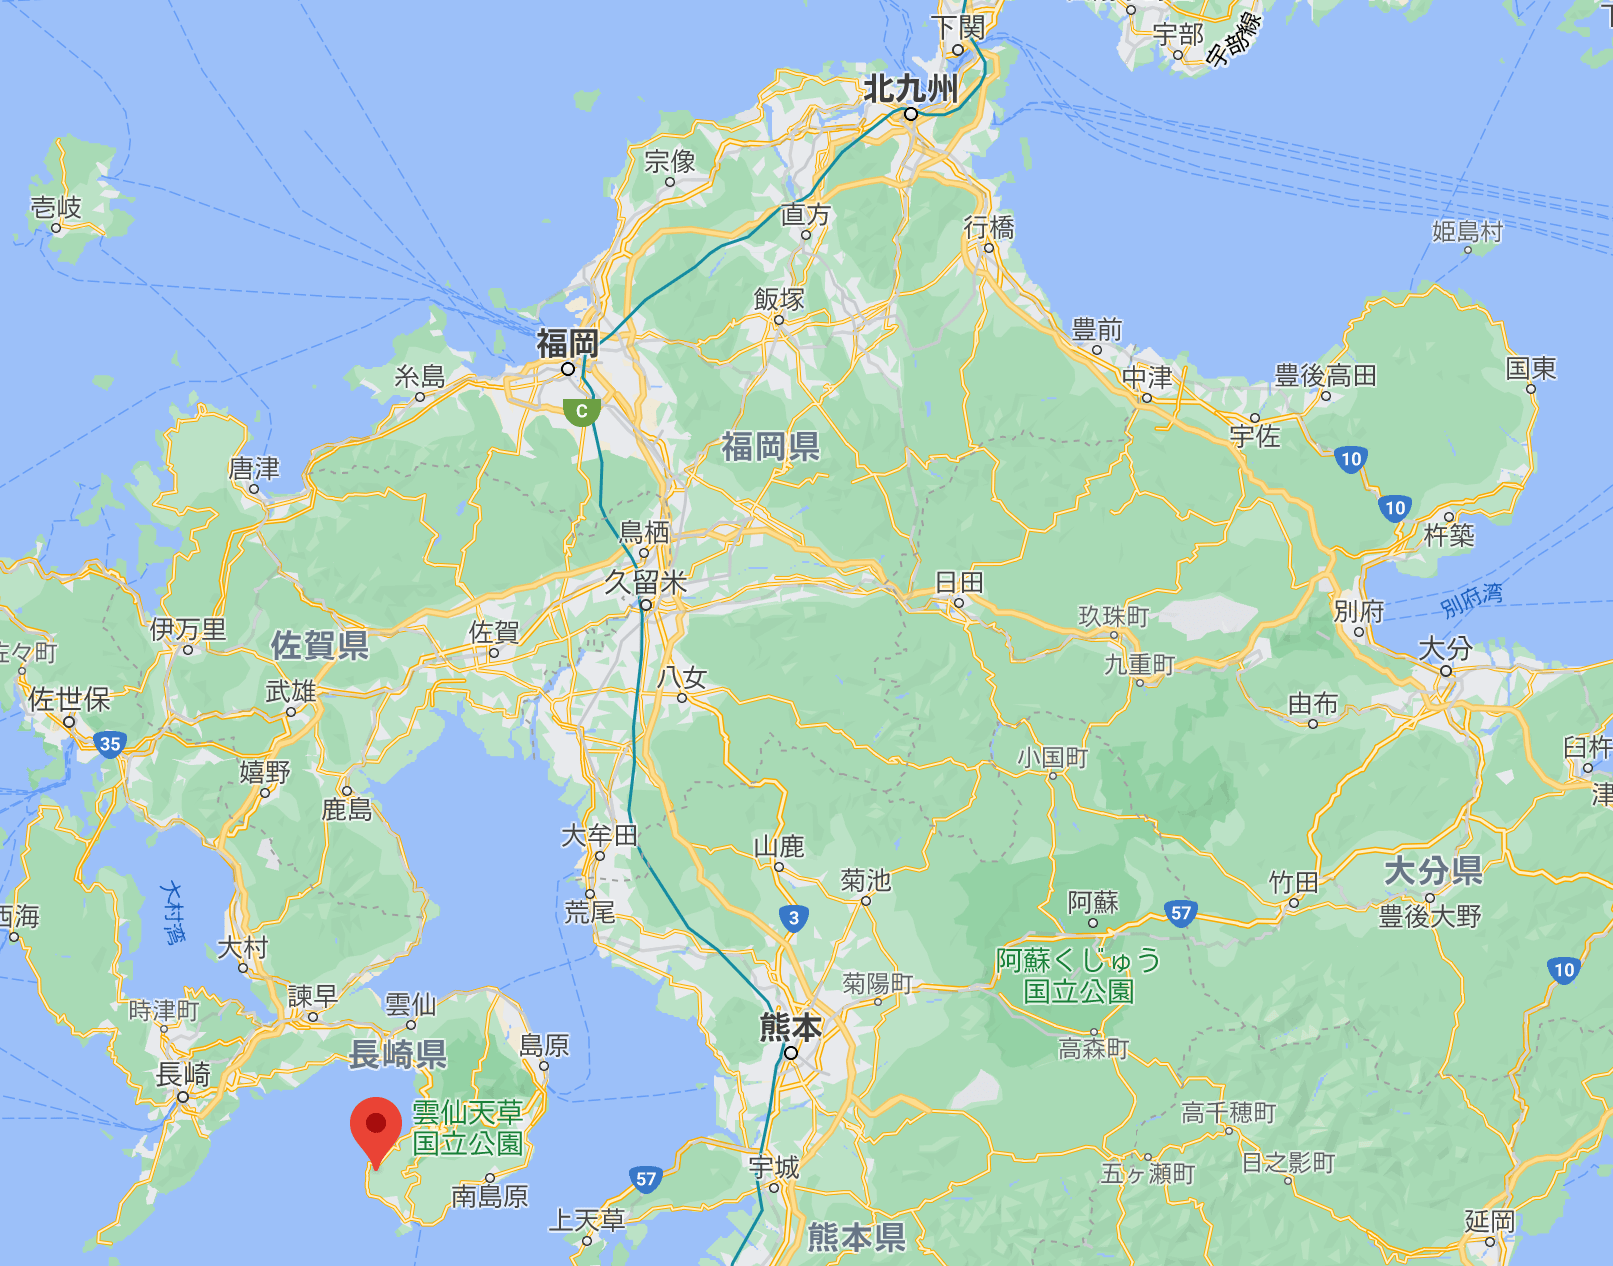 下関
宇部
宇部線
北九州
宗像
壱岐
直方
行橋
姫島村
飯塚
豊前
福岡
糸島
中津
豊後高田
国東
C
福岡県
宇佐
10
唐津
10
鳥栖
杵築
久留米
日田
別府湾
伊万里
佐賀県
佐賀
玖珠町
別府
佐々町
大分
九重町
八女
武雄
佐世保
由布
35
小国町
臼杵
嬉野
津
鹿島
大牟田
山鹿
大分県
菊池
竹田
大村湾
西海
荒尾
3
阿蘇
57
豊後大野
大村
阿蘇くじゅう
国立公園
10
菊陽町
時津町
諫早
雲仙
熊本
島原
長崎県
高森町
長崎
雲仙天草
国立公園
高千穂町
57
宇城
五ヶ瀬町
日之影町
南島原
上天草
熊本県
延岡